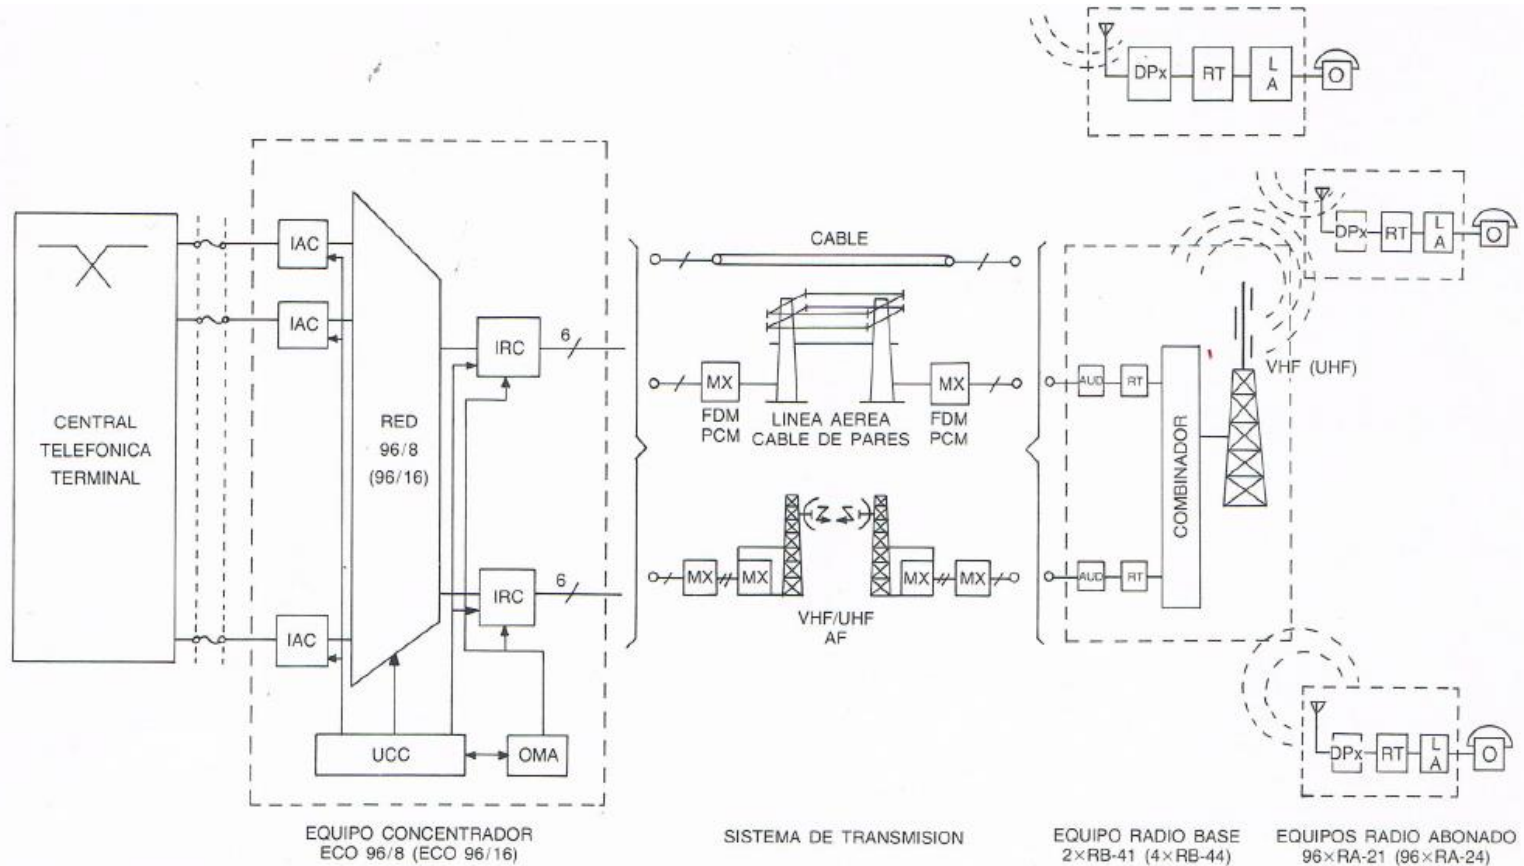 DPx
RT
L
A
IAC
IAC
IAC
CENTRAL
TELEFONICA
TERMINAL
RED
96/8
(96/16)
IRC
6
IRC
6
UCC
OMA
EQUIPO CONCENTRADOR
ECO 96/8 (ECO 96/16)
CABLE
MX
FDM
PCM
LINEA AEREA
CABLE DE PARES
MX
FDM
PCM
MX
MX
MX
MX
VHF/UHF
AF
SISTEMA DE TRANSMISION
AUD
RT
AUD
RT
COMBINADOR
VHF (UHF)
EQUIPO RADIO BASE
2×RB-41 (4×RB-44)
DPx
RT
L
A
DPx
RT
L
A
EQUIPOS RADIO ABONADO
96×RA-21 (96×RA-24)